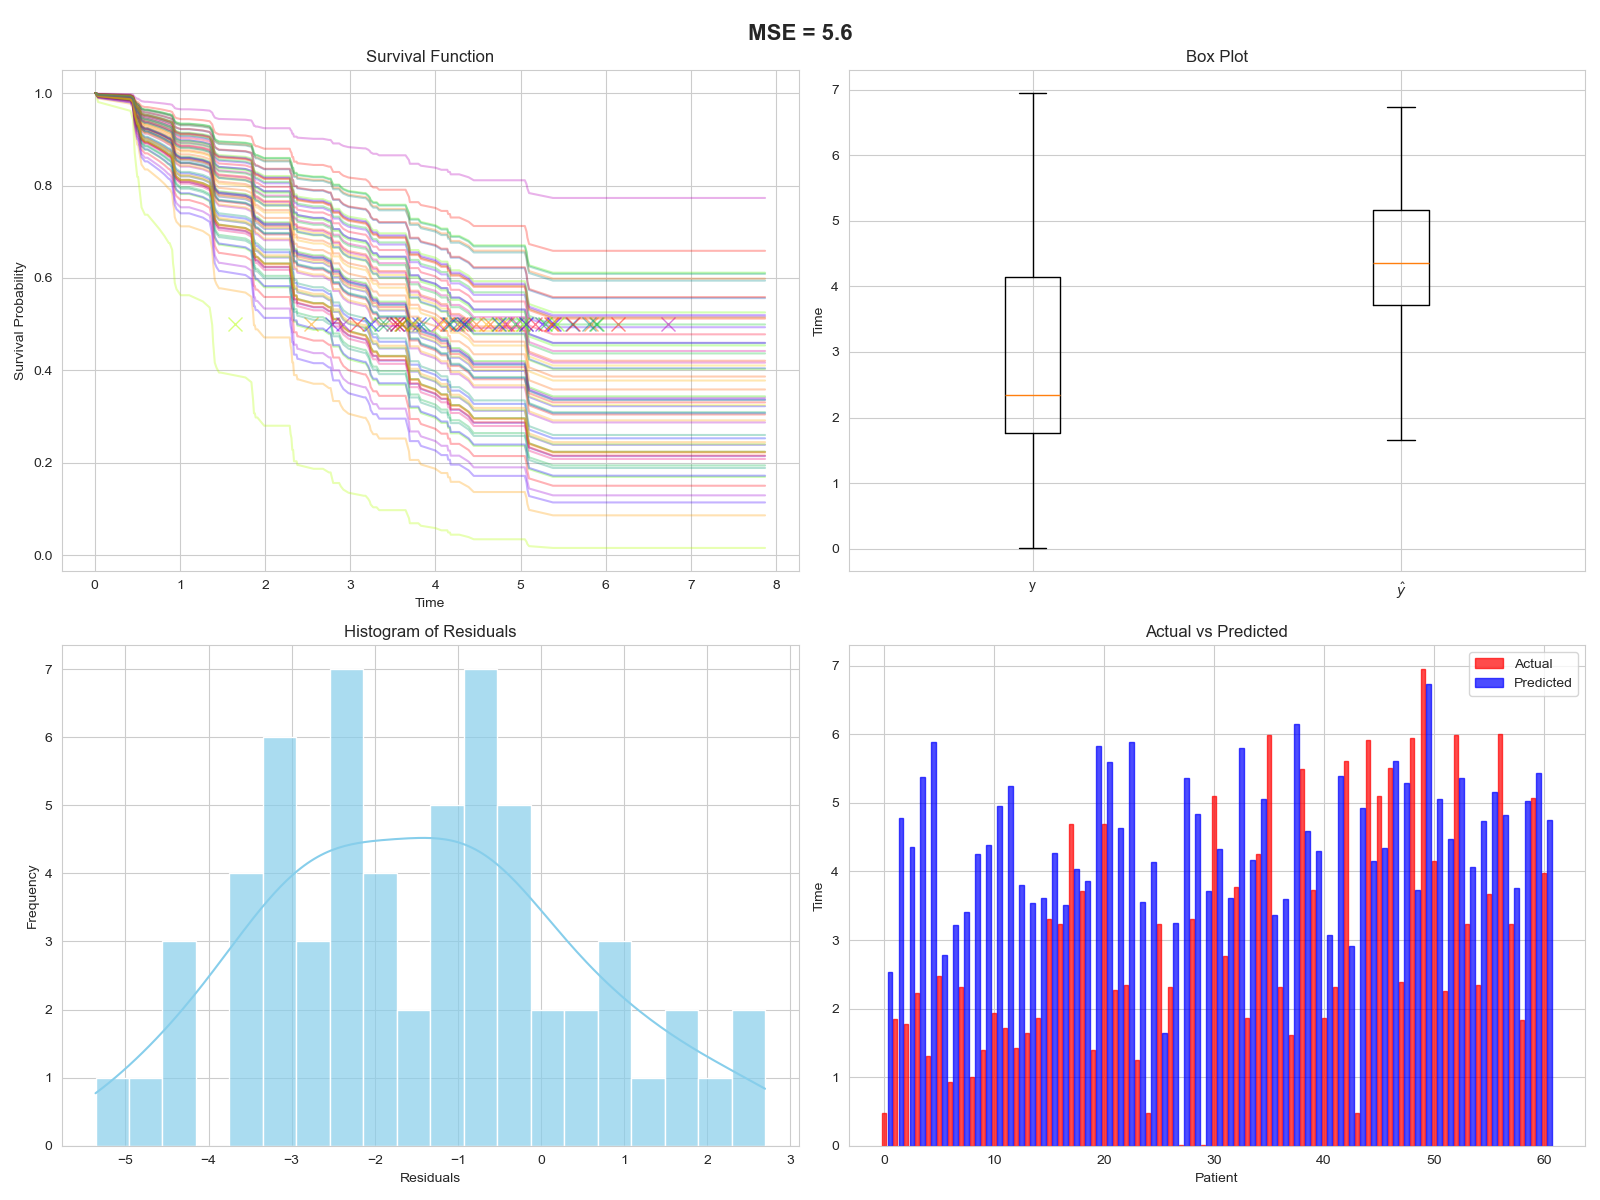 MSE = 5.6
Survival Function
Survival Probability
1.0
0.8
0.6
0.4
0.2
0.0
0 1 2 3 4 5 6 7 8
Time
Box Plot
Time
7
6
5
4
3
2
1
0
y ŷ
Histogram of Residuals
Frequency
7
6
5
4
3
2
1
0
−5 −4 −3 −2 −1 0 1 2 3
Residuals
Actual vs Predicted
Actual
Predicted
Time
7
6
5
4
3
2
1
0
0 10 20 30 40 50 60
Patient